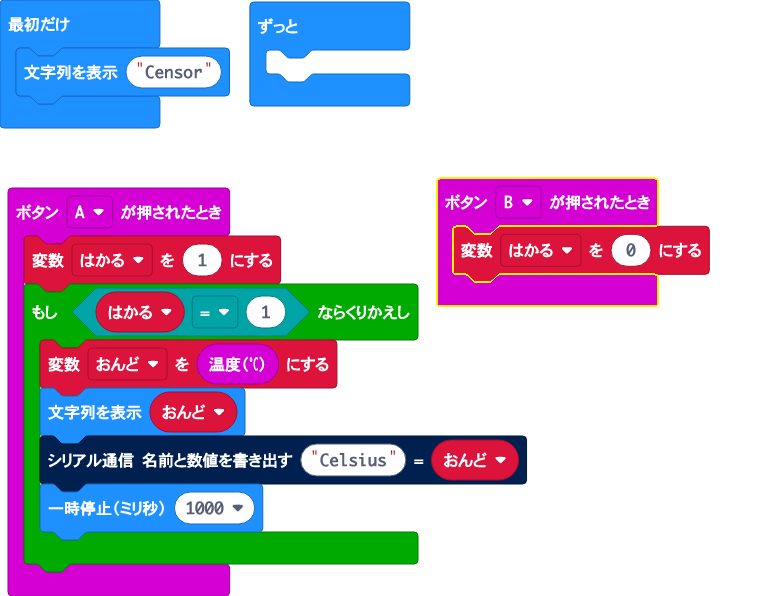 最初だけ
文字列を表示 "Censor"
ずっと
ボタン A が押されたとき
変数 はかる を 1 にする
もし はかる = 1 ならくりかえし
変数 おんど を 温度(℃) にする
文字列を表示 おんど
シリアル通信 名前と数値を書き出す "Celsius" = おんど
一時停止(ミリ秒) 1000
ボタン B が押されたとき
変数 はかる を 0 にする